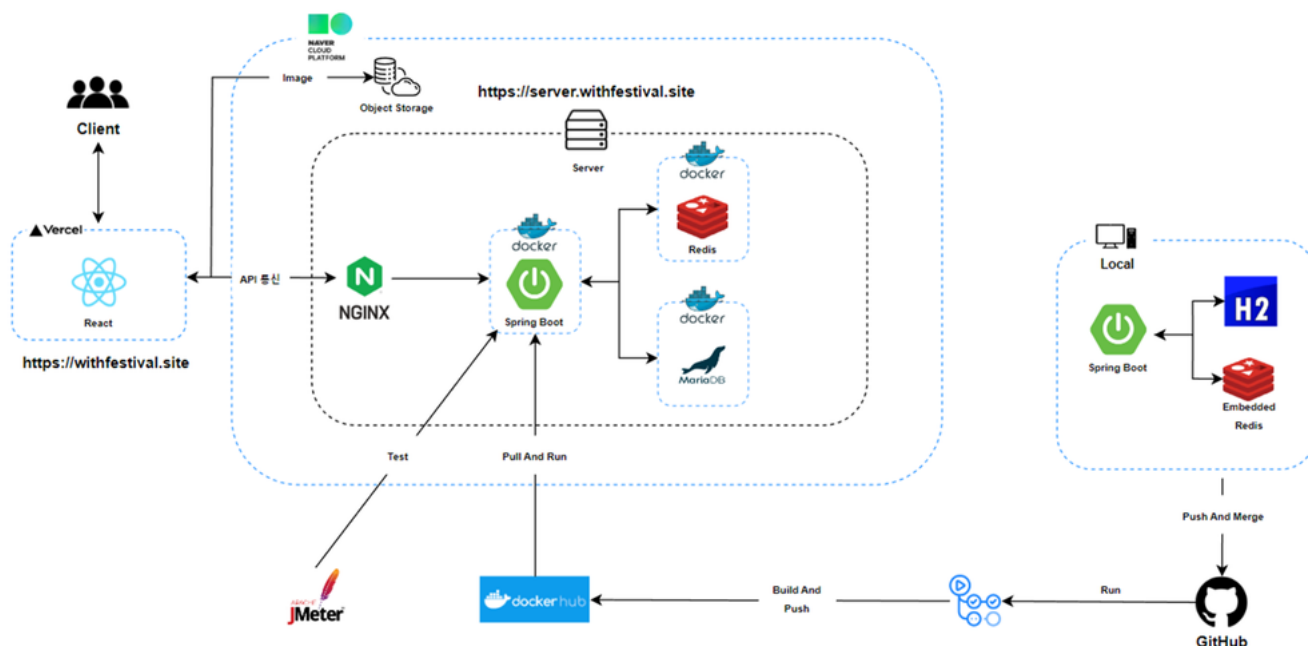 NAVER
CLOUD
PLATFORM
Image
Object Storage
https://server.withfestival.site
Server
Client
Vercel
React
https://withfestival.site
API 통신
NGINX
docker
Spring Boot
docker
Redis
docker
MariaDB
Local
Spring Boot
H2
Embedded
Redis
Test
Pull And Run
Push And Merge
APACHE
JMeter
docker hub
Build And
Push
Run
GitHub